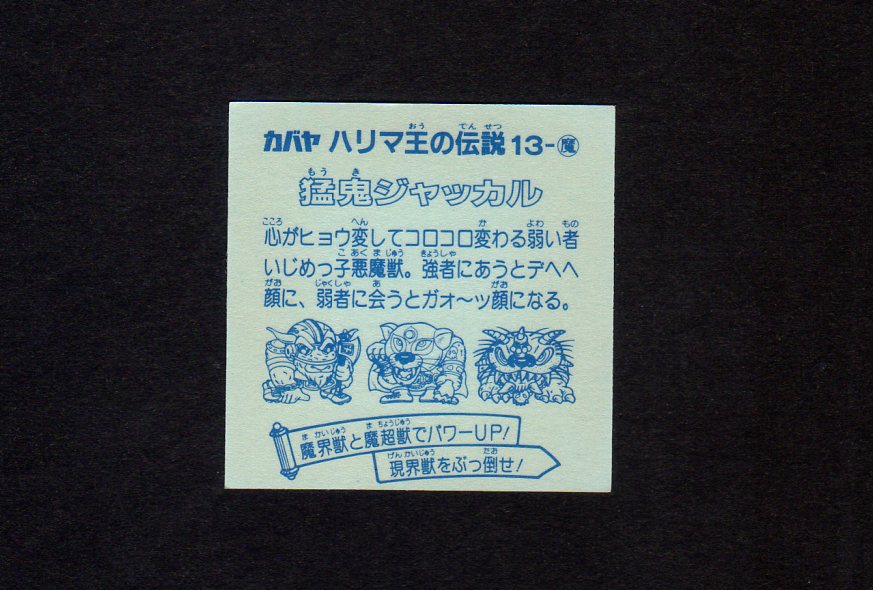 カバヤ ハリマ王の伝説 13-㊙魔
猛鬼ジャッカル
心がヒョウ変してコロコロ変わる弱い者
いじめっ子悪魔獣。強者にあうとデヘヘ
顔に、弱者に会うとガオ〜ッ顔になる。
魔界獣と魔超獣でパワーUP!
現界獣をぶっ倒せ!